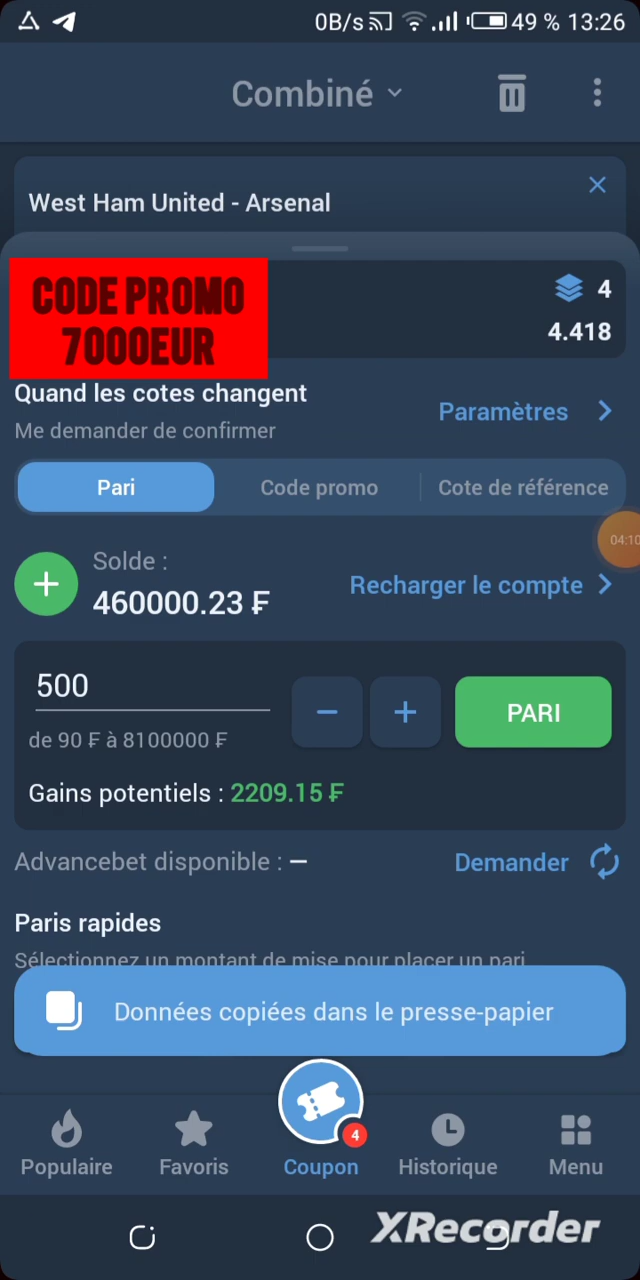 0B/s 49 % 13:26
Combiné
West Ham United - Arsenal
CODE PROMO
7000EUR
4
4.418
Quand les cotes changent
Me demander de confirmer
Paramètres
Pari
Code promo
Cote de référence
04:10
Solde :
460000.23 ₣
Recharger le compte
500
de 90 ₣ à 8100000 ₣
PARI
Gains potentiels : 2209.15 ₣
Advancebet disponible : —
Demander
Paris rapides
Sélectionnez un montant de mise pour placer un pari
Données copiées dans le presse-papier
4
Populaire
Favoris
Coupon
Historique
Menu
XRecorder